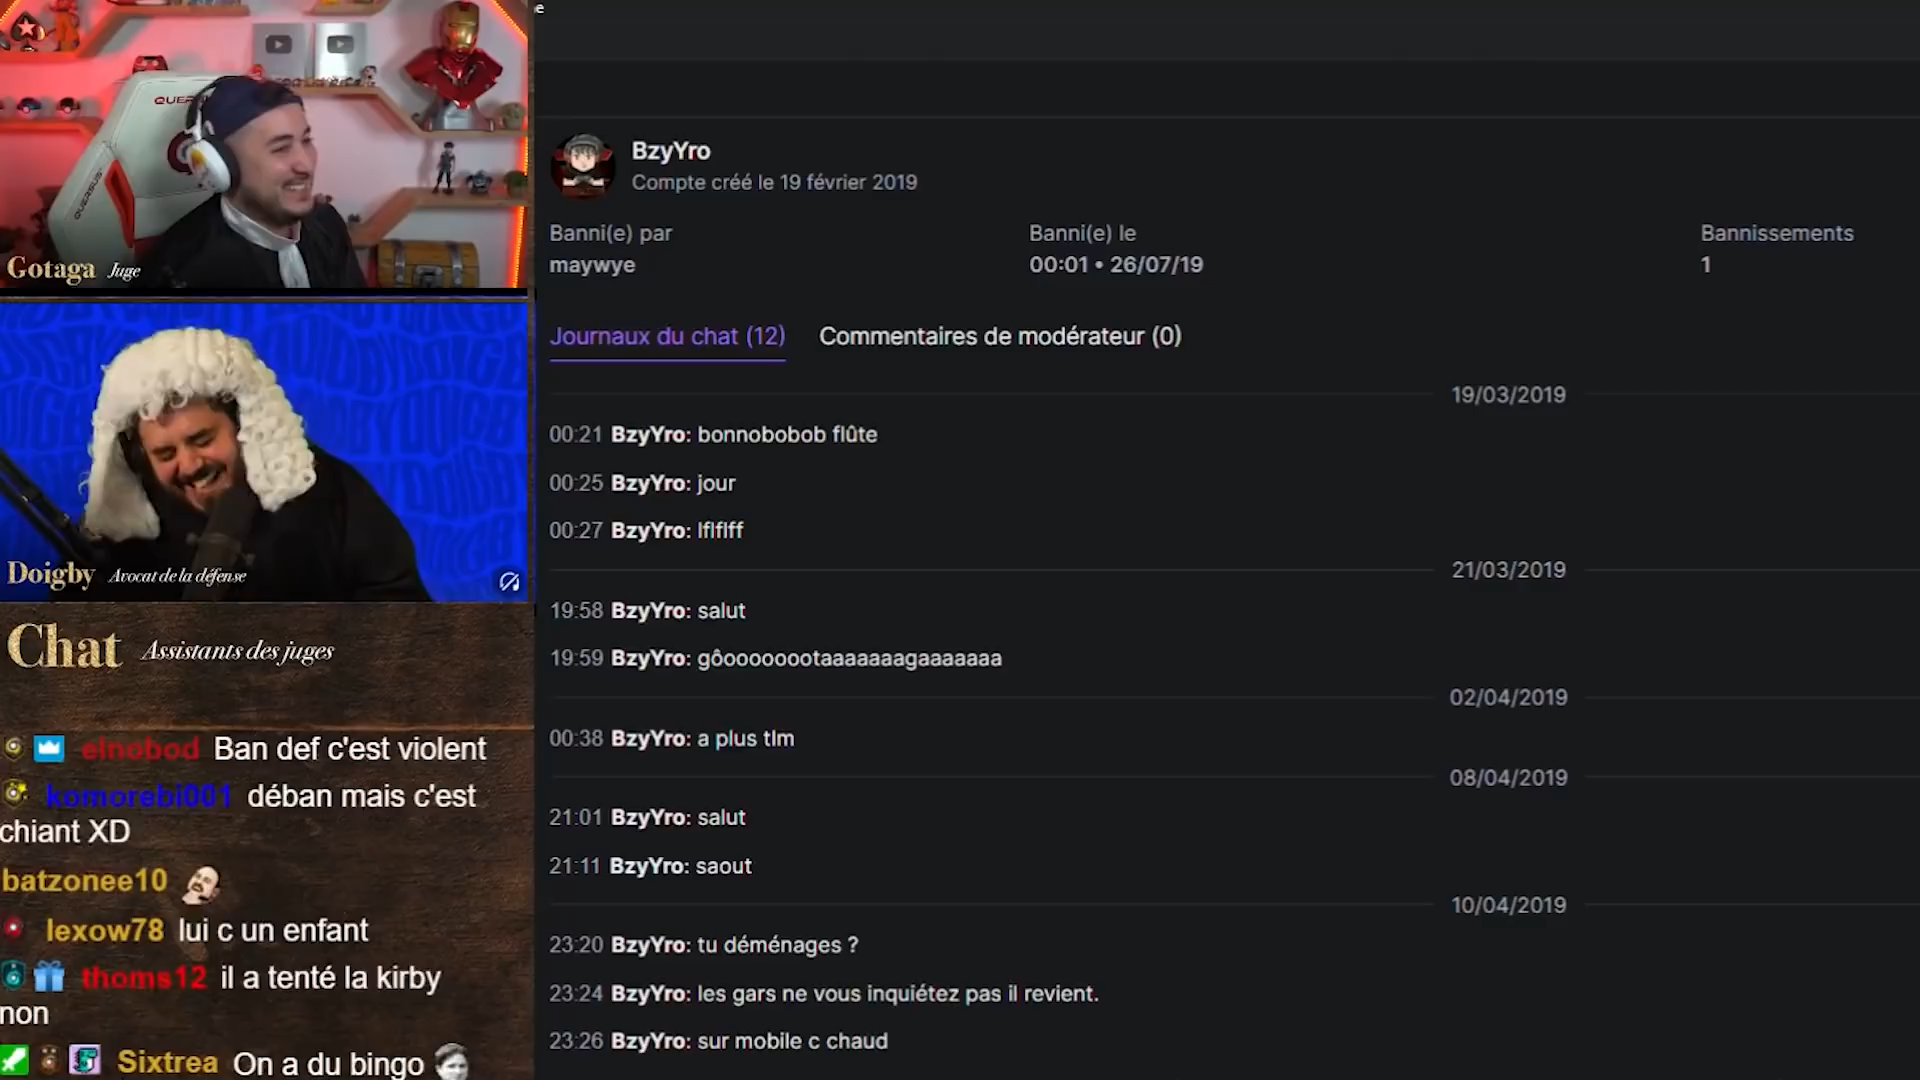 e
QUERSUS
Gotaga Juge
Doigby Avocat de la défense
Chat Assistants des juges
elnobod Ban def c'est violent
komorebi001 déban mais c'est
chiant XD
batzonee10
lexow78 lui c un enfant
thoms12 il a tenté la kirby
non
Sixtrea On a du bingo
BzyYro
Compte créé le 19 février 2019
Banni(e) par
maywye
Banni(e) le
00:01 • 26/07/19
Bannissements
1
Journaux du chat (12)
Commentaires de modérateur (0)
19/03/2019
00:21 BzyYro: bonnobobob flûte
00:25 BzyYro: jour
00:27 BzyYro: lflflff
21/03/2019
19:58 BzyYro: salut
19:59 BzyYro: gôoooooootaaaaaaagaaaaaaa
02/04/2019
00:38 BzyYro: a plus tlm
08/04/2019
21:01 BzyYro: salut
21:11 BzyYro: saout
10/04/2019
23:20 BzyYro: tu déménages ?
23:24 BzyYro: les gars ne vous inquiétez pas il revient.
23:26 BzyYro: sur mobile c chaud